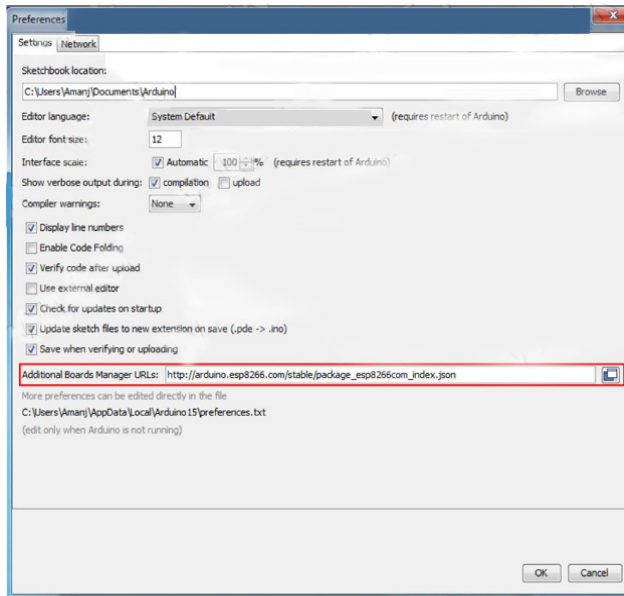 Preferences
Settings Network
Sketchbook location:
C:\Users\Amanj\Documents\Arduino Browse
Editor language: System Default (requires restart of Arduino)
Editor font size: 12
Interface scale: Automatic 100 % (requires restart of Arduino)
Show verbose output during: compilation upload
Compiler warnings: None
Display line numbers
Enable Code Folding
Verify code after upload
Use external editor
Check for updates on startup
Update sketch files to new extension on save (.pde -> .ino)
Save when verifying or uploading
Additional Boards Manager URLs: http://arduino.esp8266.com/stable/package_esp8266com_index.json
More preferences can be edited directly in the file
C:\Users\Amanj\AppData\Local\Arduino15\preferences.txt
(edit only when Arduino is not running)
OK Cancel